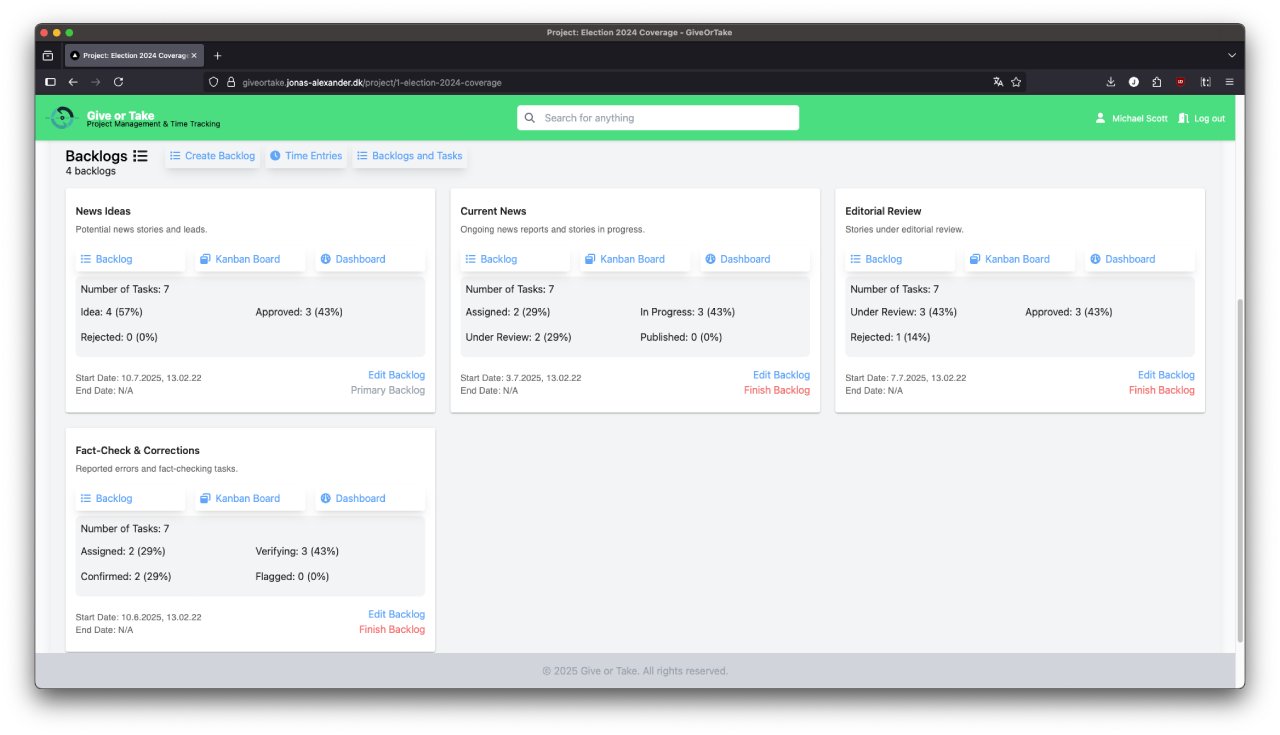 Project: Election 2024 Coverage - GiveOrTake
Project: Election 2024 Coverage
giveortake.jonas-alexander.dk/project/1-election-2024-coverage
Give or Take
Project Management & Time Tracking
Search for anything
Michael Scott
Log out
Backlogs
4 backlogs
Create Backlog
Time Entries
Backlogs and Tasks
News Ideas
Potential news stories and leads.
Backlog
Kanban Board
Dashboard
Number of Tasks: 7
Idea: 4 (57%)
Approved: 3 (43%)
Rejected: 0 (0%)
Start Date: 10.7.2025, 13.02.22
End Date: N/A
Edit Backlog
Primary Backlog
Current News
Ongoing news reports and stories in progress.
Backlog
Kanban Board
Dashboard
Number of Tasks: 7
Assigned: 2 (29%)
In Progress: 3 (43%)
Under Review: 2 (29%)
Published: 0 (0%)
Start Date: 3.7.2025, 13.02.22
End Date: N/A
Edit Backlog
Finish Backlog
Editorial Review
Stories under editorial review.
Backlog
Kanban Board
Dashboard
Number of Tasks: 7
Under Review: 3 (43%)
Approved: 3 (43%)
Rejected: 1 (14%)
Start Date: 7.7.2025, 13.02.22
End Date: N/A
Edit Backlog
Finish Backlog
Fact-Check & Corrections
Reported errors and fact-checking tasks.
Backlog
Kanban Board
Dashboard
Number of Tasks: 7
Assigned: 2 (29%)
Verifying: 3 (43%)
Confirmed: 2 (29%)
Flagged: 0 (0%)
Start Date: 10.6.2025, 13.02.22
End Date: N/A
Edit Backlog
Finish Backlog
© 2025 Give or Take. All rights reserved.